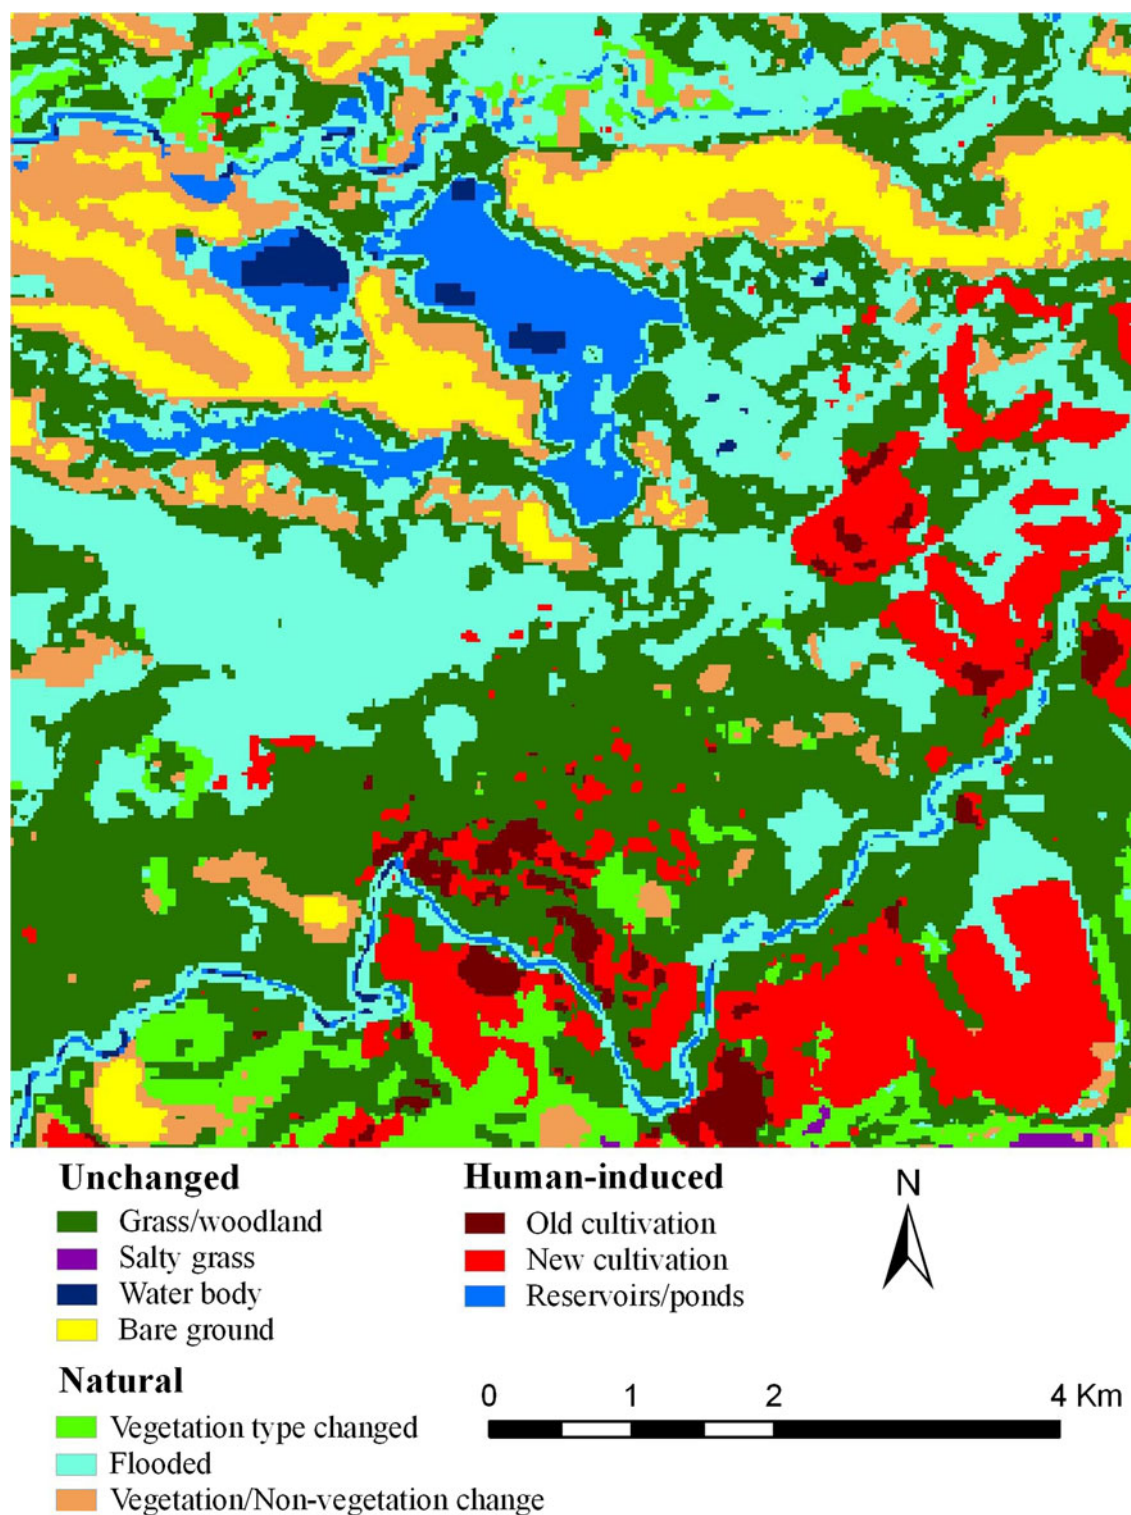 Unchanged
Grass/woodland
Salty grass
Water body
Bare ground
Natural
Vegetation type changed
Flooded
Vegetation/Non-vegetation change
Human-induced
Old cultivation
New cultivation
Reservoirs/ponds
N
0 1 2 4 Km